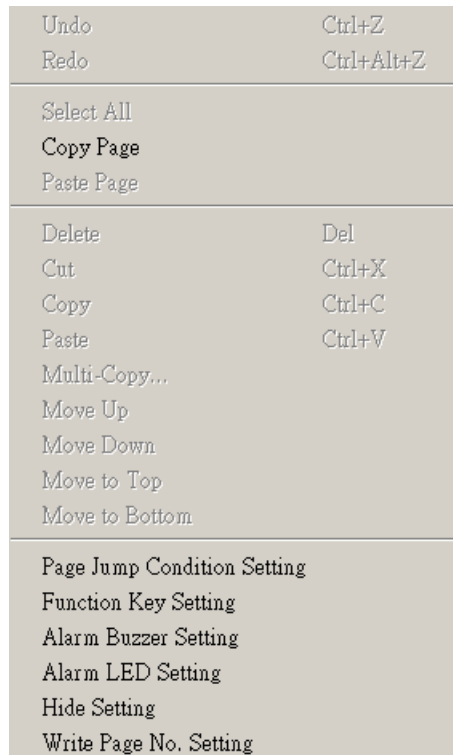 Undo Ctrl+Z
Redo Ctrl+Alt+Z
Select All
Copy Page
Paste Page
Delete Del
Cut Ctrl+X
Copy Ctrl+C
Paste Ctrl+V
Multi-Copy...
Move Up
Move Down
Move to Top
Move to Bottom
Page Jump Condition Setting
Function Key Setting
Alarm Buzzer Setting
Alarm LED Setting
Hide Setting
Write Page No. Setting